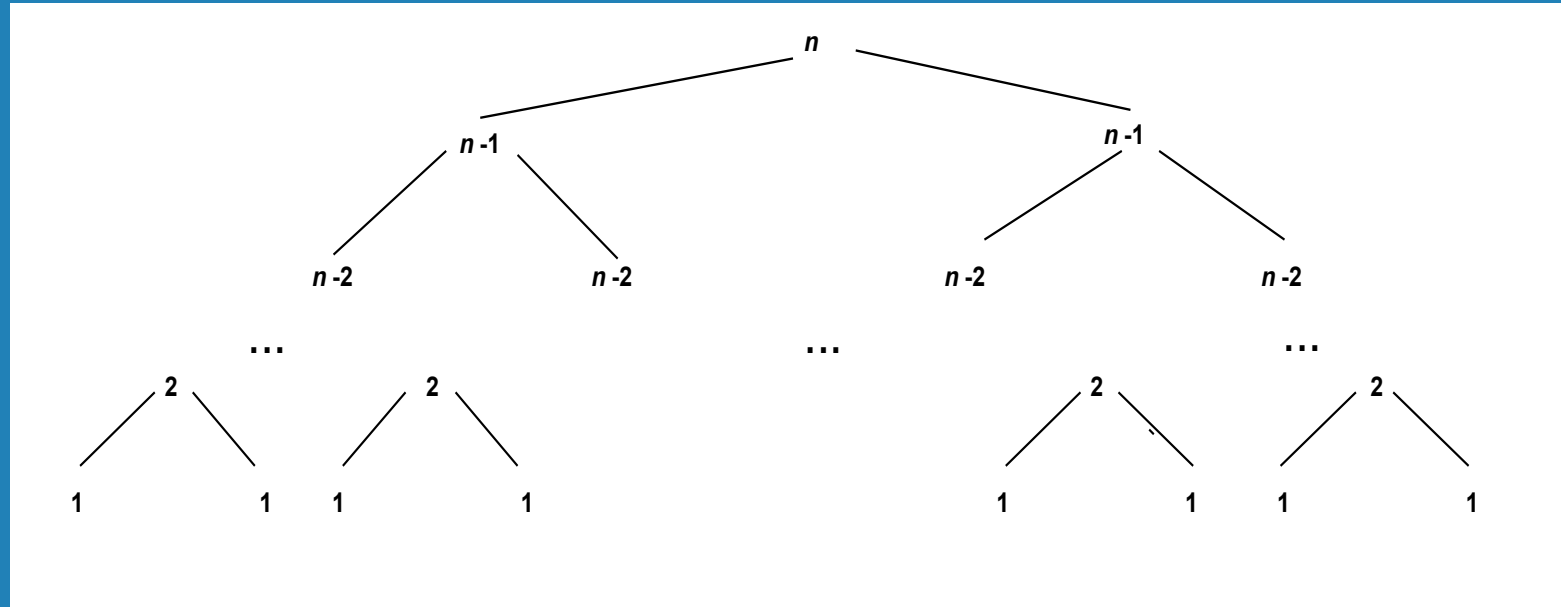 n
n -1 n -1
n -2 n -2 n -2 n -2
... ... ...
2 2 2 2
1 1 1 1 1 1 1 1